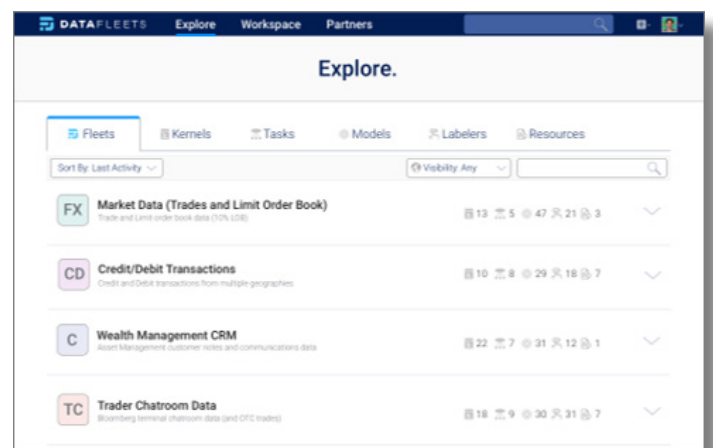 DATAFLEETS Explore Workspace Partners
Explore.
Fleets Kernels Tasks Models Labelers Resources
Sort By: Last Activity Visibility: Any
FX Market Data (Trades and Limit Order Book) 13 5 47 21 3
Trade and Limit order book data (10% LOB)
CD Credit/Debit Transactions 10 8 29 18 7
Credit and Debit transactions from multiple geographies
C Wealth Management CRM 22 7 31 12 1
Asset Management customer notes and communications data
TC Trader Chatroom Data 18 9 30 31 7
Bloomberg terminal chatroom data (and OTC trades)